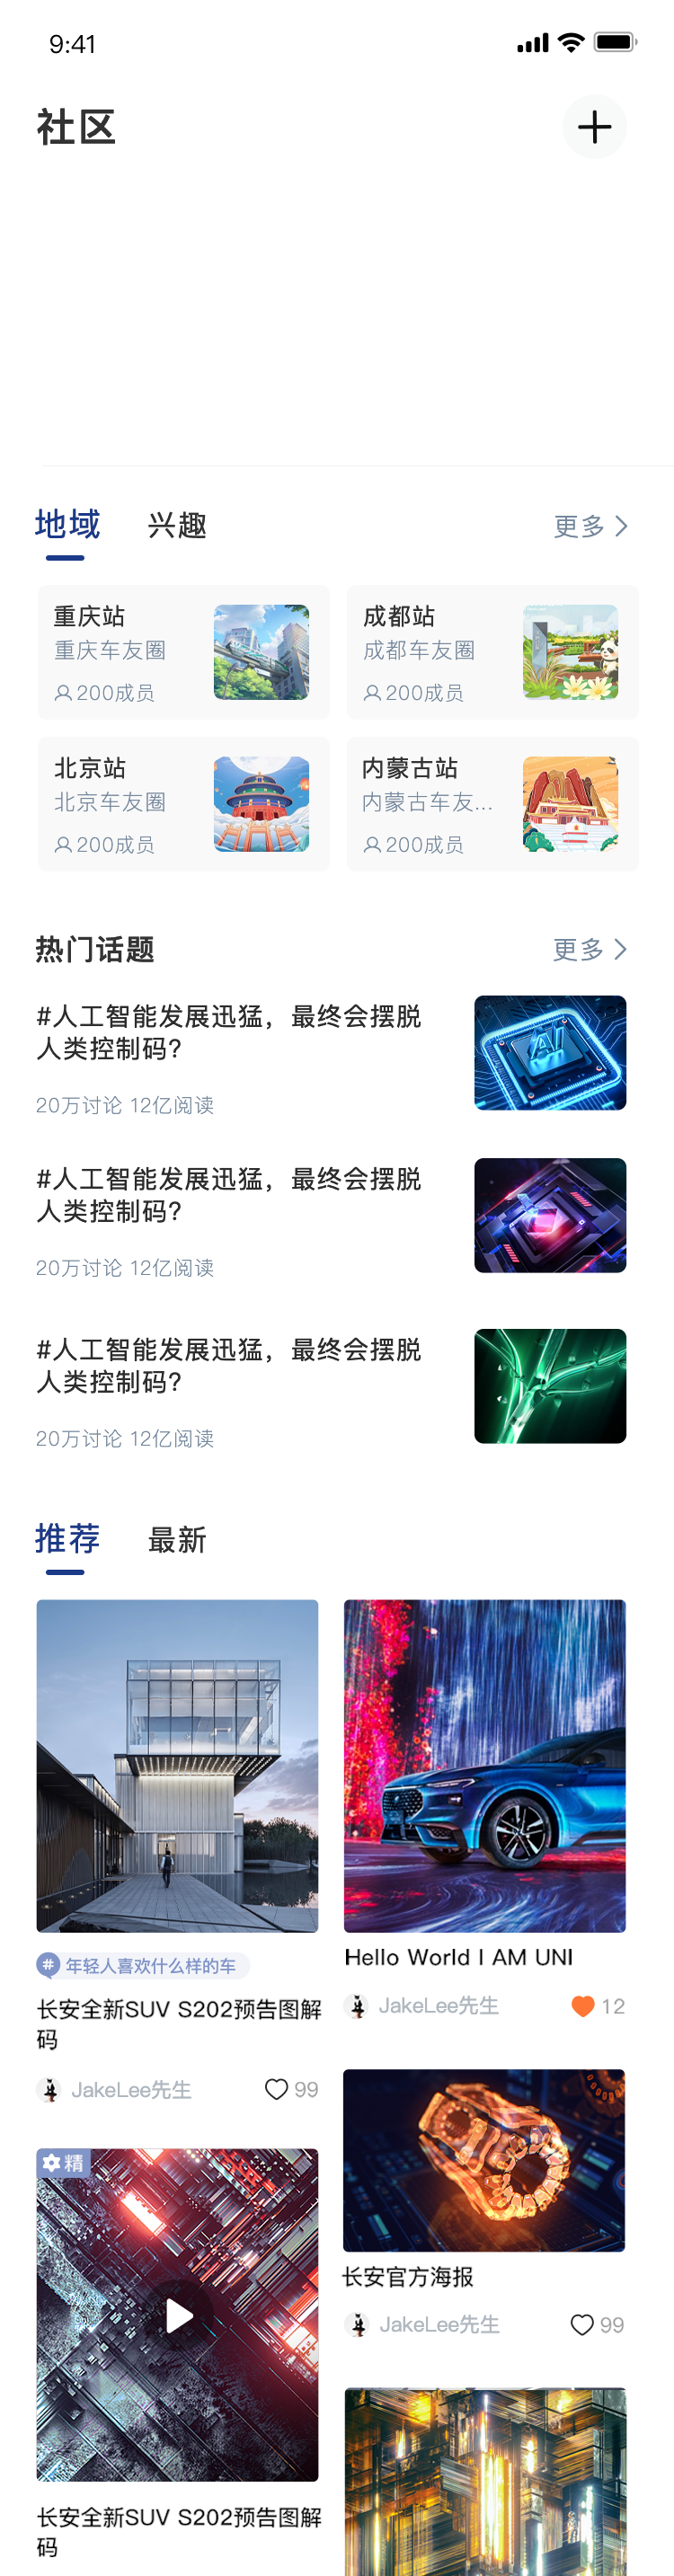 9:41
社区
地域 兴趣 更多
重庆站
重庆车友圈
200成员
成都站
成都车友圈
200成员
北京站
北京车友圈
200成员
内蒙古站
内蒙古车友...
200成员
热门话题 更多
#人工智能发展迅猛，最终会摆脱
人类控制码?
20万讨论 12亿阅读
AI
#人工智能发展迅猛，最终会摆脱
人类控制码?
20万讨论 12亿阅读
#人工智能发展迅猛，最终会摆脱
人类控制码?
20万讨论 12亿阅读
推荐 最新
# 年轻人喜欢什么样的车
长安全新SUV S202预告图解
码
JakeLee先生 99
Hello World I AM UNI
JakeLee先生 12
精
长安官方海报
JakeLee先生 99
长安全新SUV S202预告图解
码